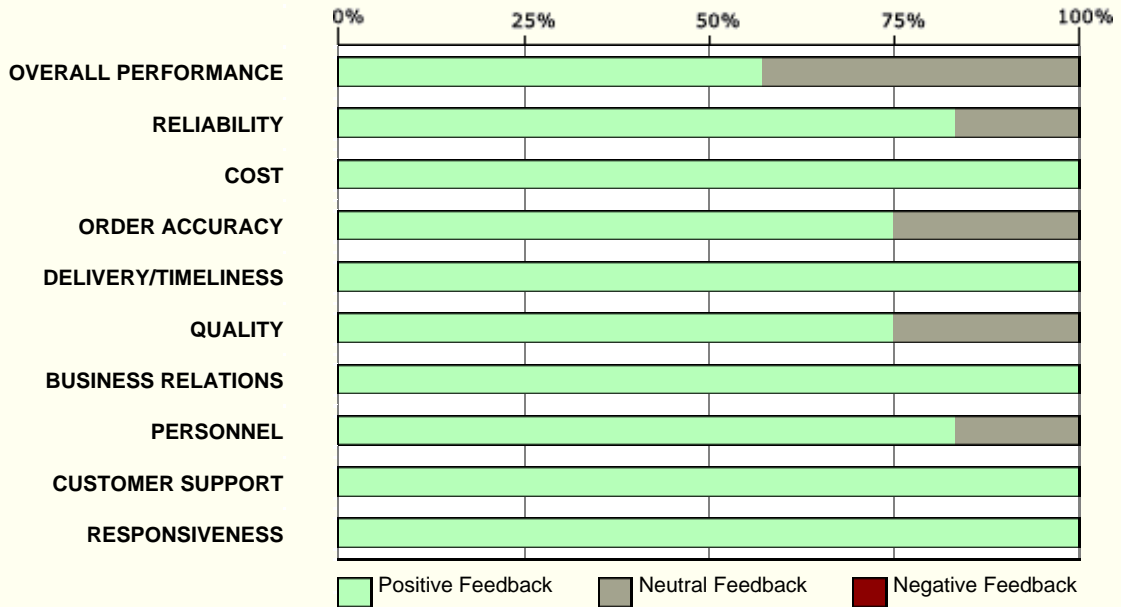 0% 25% 50% 75% 100%
OVERALL PERFORMANCE
RELIABILITY
COST
ORDER ACCURACY
DELIVERY/TIMELINESS
QUALITY
BUSINESS RELATIONS
PERSONNEL
CUSTOMER SUPPORT
RESPONSIVENESS
Positive Feedback Neutral Feedback Negative Feedback